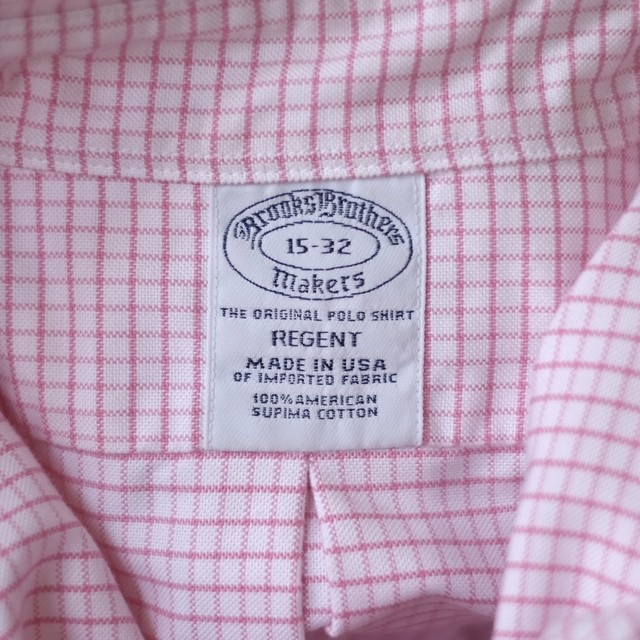 Brooks Brothers
15-32
Makers
THE ORIGINAL POLO SHIRT
REGENT
MADE IN USA
OF IMPORTED FABRIC
100% AMERICAN
SUPIMA COTTON